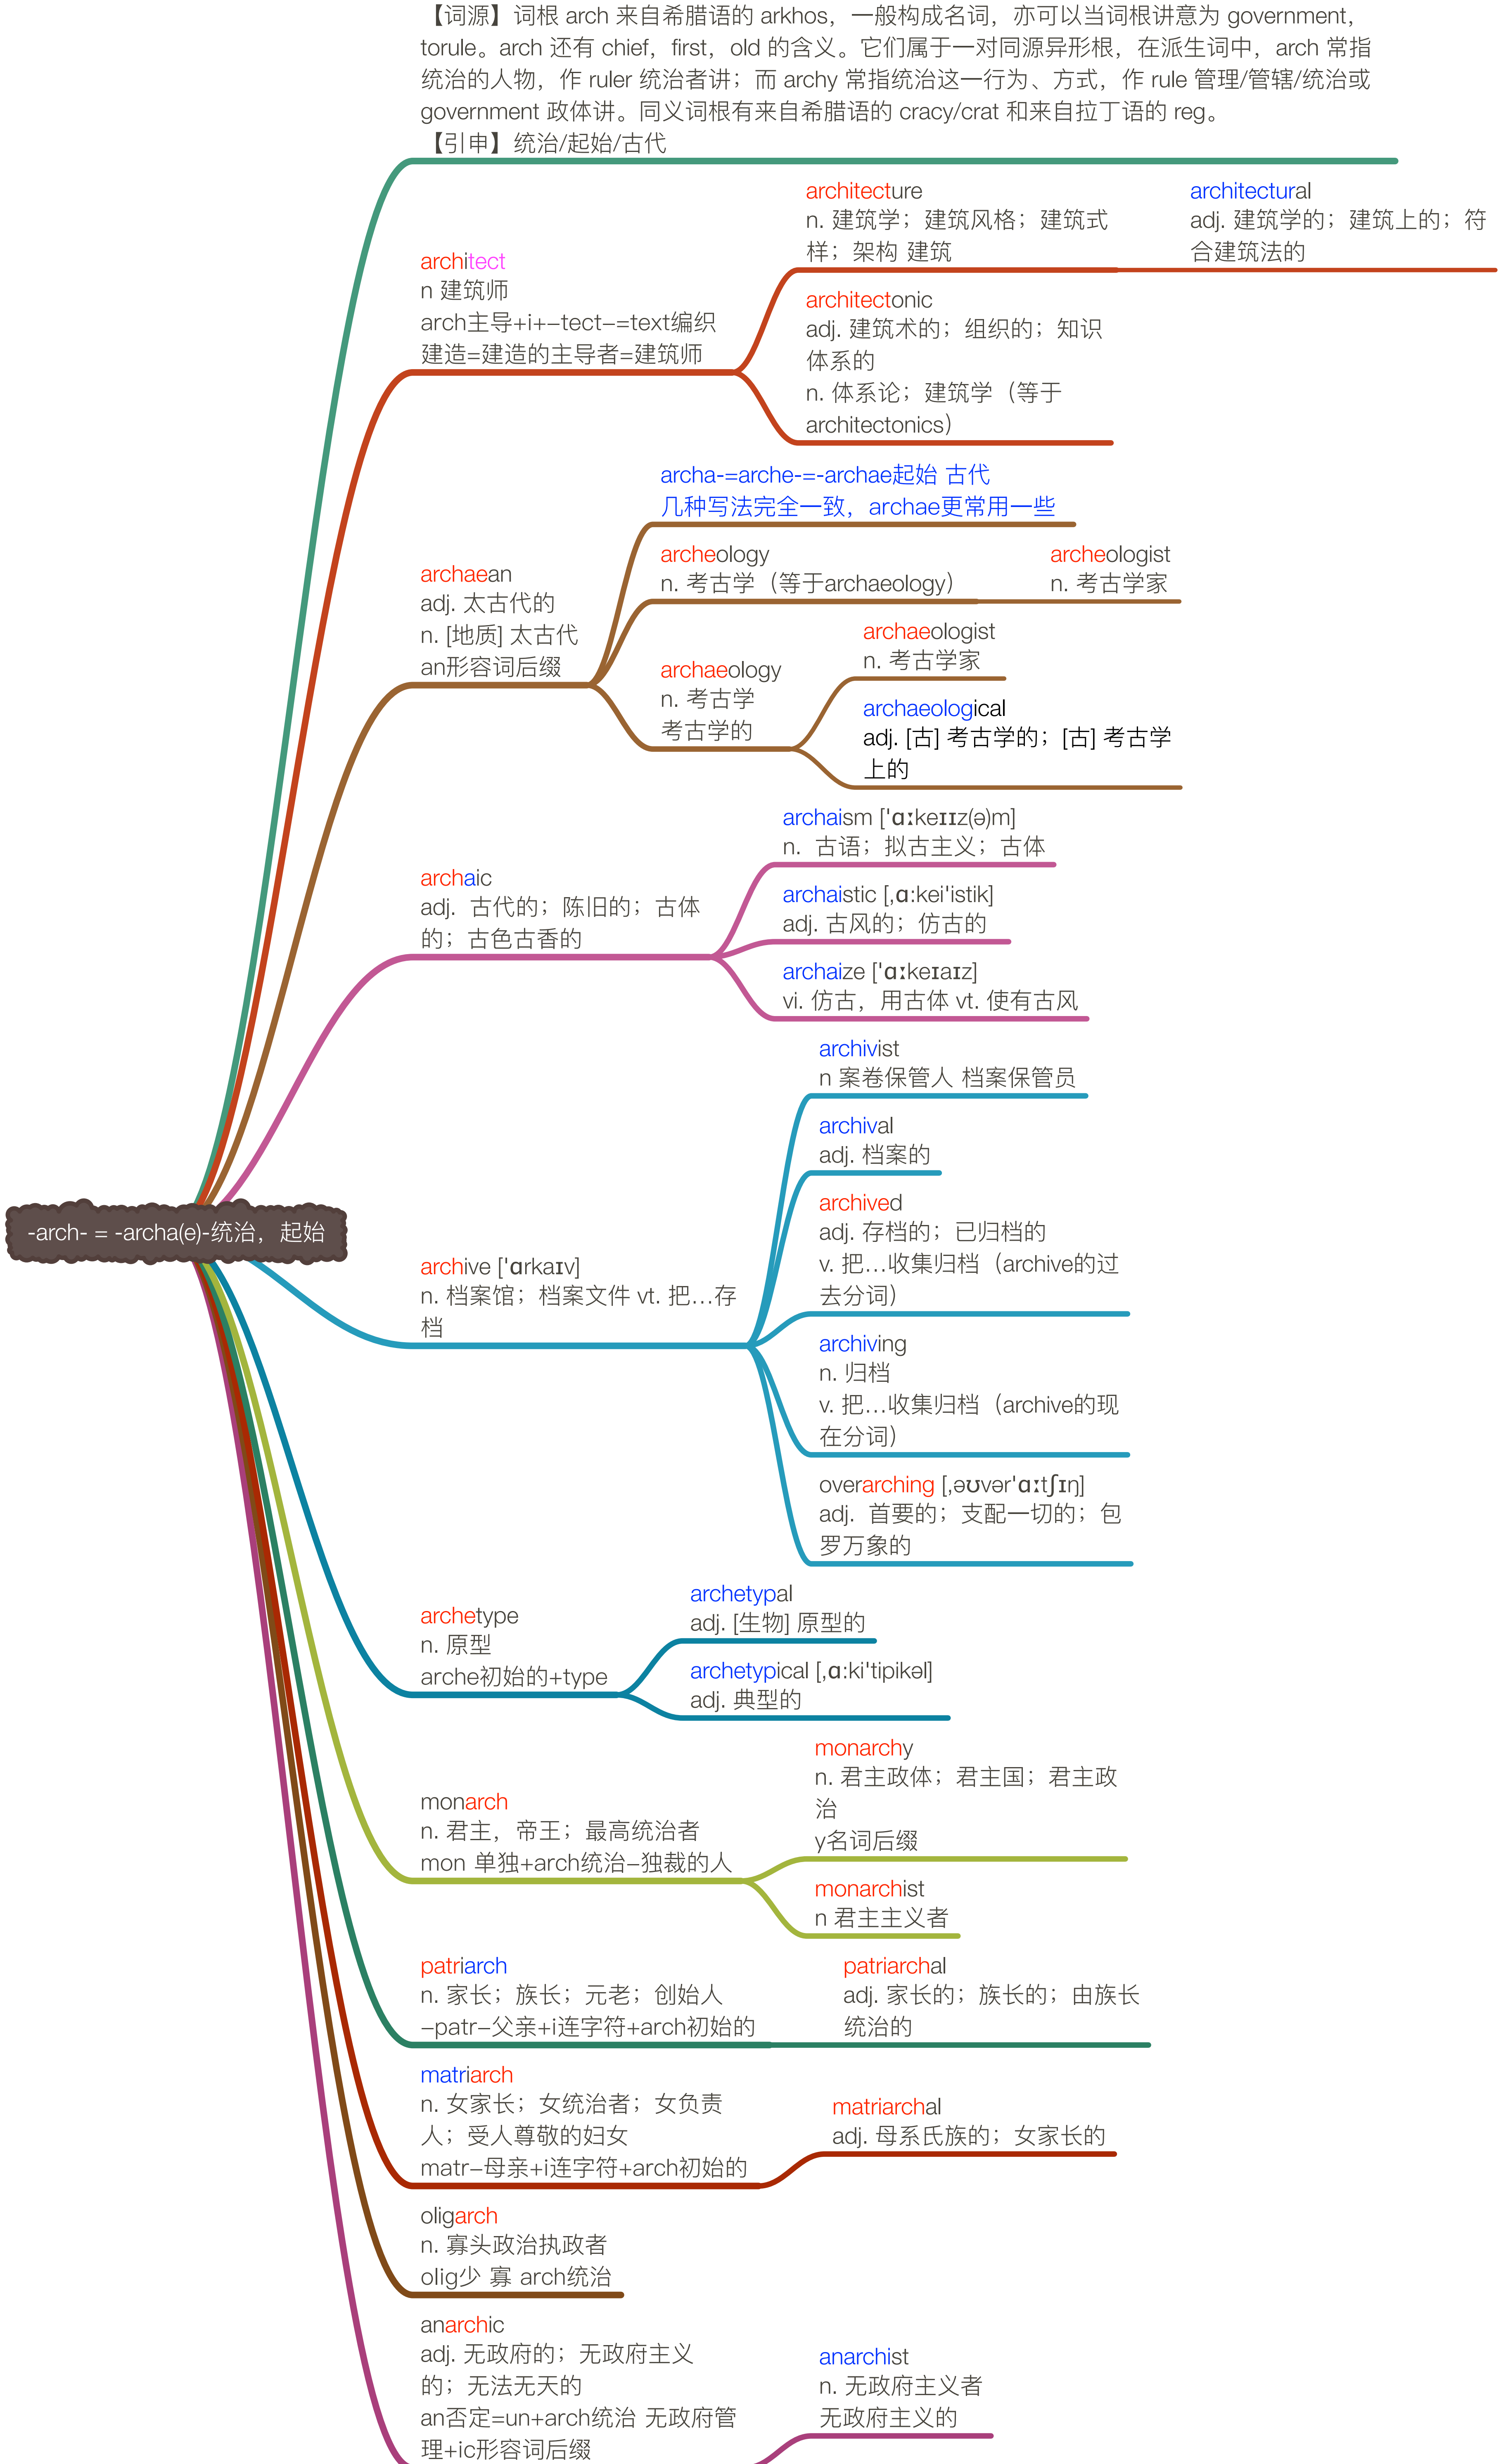 【词源】词根 arch 来自希腊语的 arkhos，一般构成名词，亦可以当词根讲意为 government，
torule。arch 还有 chief，first，old 的含义。它们属于一对同源异形根，在派生词中，arch 常指
统治的人物，作 ruler 统治者讲；而 archy 常指统治这一行为、方式，作 rule 管理/管辖/统治或
government 政体讲。同义词根有来自希腊语的 cracy/crat 和来自拉丁语的 reg。
【引申】统治/起始/古代
architect
n 建筑师
arch主导+i+-tect-=text编织
建造=建造的主导者=建筑师
architecture
n. 建筑学；建筑风格；建筑式
样；架构 建筑
architectural
adj. 建筑学的；建筑上的；符
合建筑法的
architectonic
adj. 建筑术的；组织的；知识
体系的
n. 体系论；建筑学（等于
architectonics）
archaean
adj. 太古代的
n. [地质] 太古代
an形容词后缀
archa-=arche-=-archae起始 古代
几种写法完全一致，archae更常用一些
archeology
n. 考古学（等于archaeology）
archeologist
n. 考古学家
archaeology
n. 考古学
考古学的
archaeologist
n. 考古学家
archaeological
adj. [古] 考古学的；[古] 考古学
上的
archaic
adj.  古代的；陈旧的；古体
的；古色古香的
archaism ['ɑːkeɪɪz(ə)m]
n.  古语；拟古主义；古体
archaistic [,ɑ:kei'istik]
adj. 古风的；仿古的
archaize ['ɑːkeɪaɪz]
vi. 仿古，用古体 vt. 使有古风
-arch- = -archa(e)-统治，起始
archive ['ɑrkaɪv]
n. 档案馆；档案文件 vt. 把…存
档
archivist
n 案卷保管人 档案保管员
archival
adj. 档案的
archived
adj. 存档的；已归档的
v. 把…收集归档（archive的过
去分词）
archiving
n. 归档
v. 把…收集归档（archive的现
在分词）
overarching [,əʊvər'ɑːtʃɪŋ]
adj.  首要的；支配一切的；包
罗万象的
archetype
n. 原型
arche初始的+type
archetypal
adj. [生物] 原型的
archetypical [,ɑ:ki'tipikəl]
adj. 典型的
monarch
n. 君主，帝王；最高统治者
mon 单独+arch统治-独裁的人
monarchy
n. 君主政体；君主国；君主政
治
y名词后缀
monarchist
n 君主主义者
patriarch
n. 家长；族长；元老；创始人
-patr-父亲+i连字符+arch初始的
patriarchal
adj. 家长的；族长的；由族长
统治的
matriarch
n. 女家长；女统治者；女负责
人；受人尊敬的妇女
matr-母亲+i连字符+arch初始的
matriarchal
adj. 母系氏族的；女家长的
oligarch
n. 寡头政治执政者
olig少 寡 arch统治
anarchic
adj. 无政府的；无政府主义
的；无法无天的
an否定=un+arch统治 无政府管
理+ic形容词后缀
anarchist
n. 无政府主义者
无政府主义的